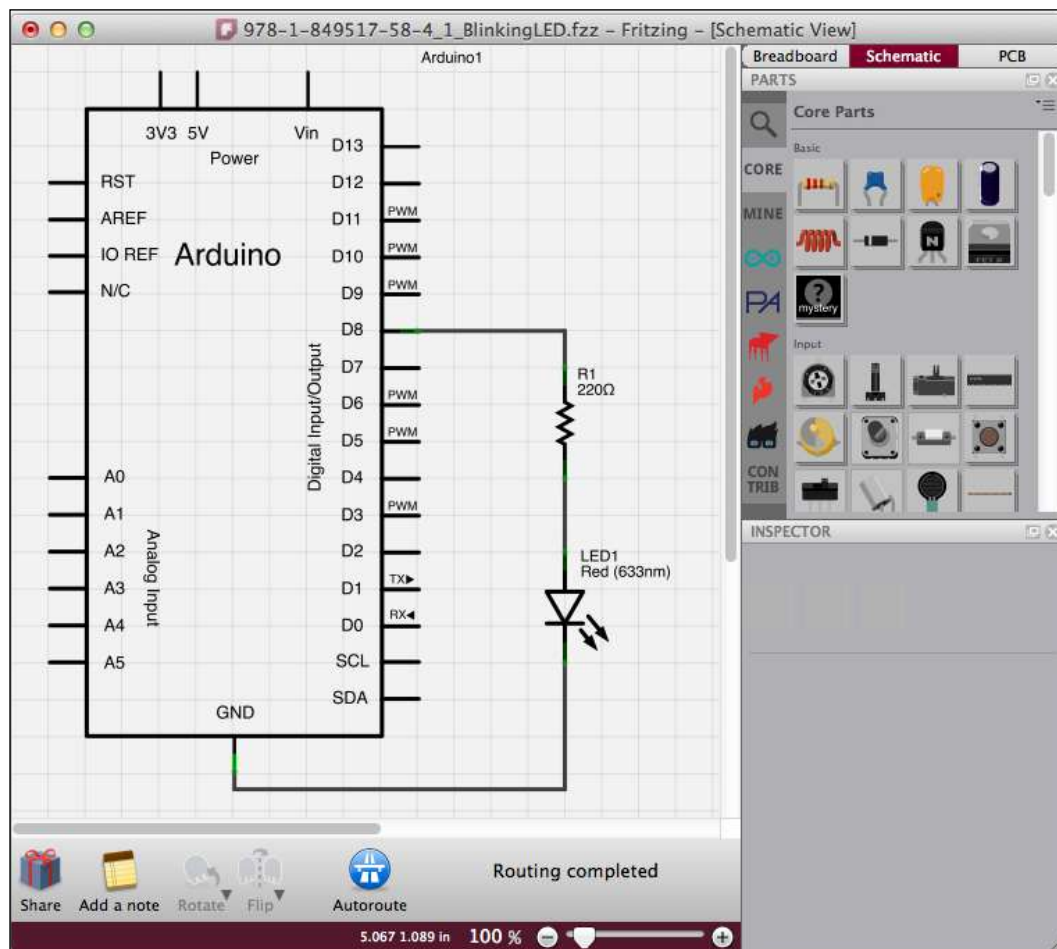 978-1-849517-58-4_1_BlinkingLED.fzz – Fritzing – [Schematic View]
Arduino1
3V3 5V Vin
Power
Arduino
RST
AREF
IO REF
N/C
A0
A1
A2
A3
A4
A5
Analog Input
D13
D12
D11 PWM
D10 PWM
D9 PWM
D8
D7
D6 PWM
D5 PWM
D4
D3 PWM
D2
D1 TX
D0 RX
SCL
SDA
Digital Input/Output
GND
R1
220Ω
LED1
Red (633nm)
Breadboard Schematic PCB
PARTS
Core Parts
CORE
MINE
PA
CON
TRIB
Basic
N
?
mystery
Input
INSPECTOR
Share Add a note Rotate Flip Autoroute
Routing completed
5.067 1.089 in 100 %